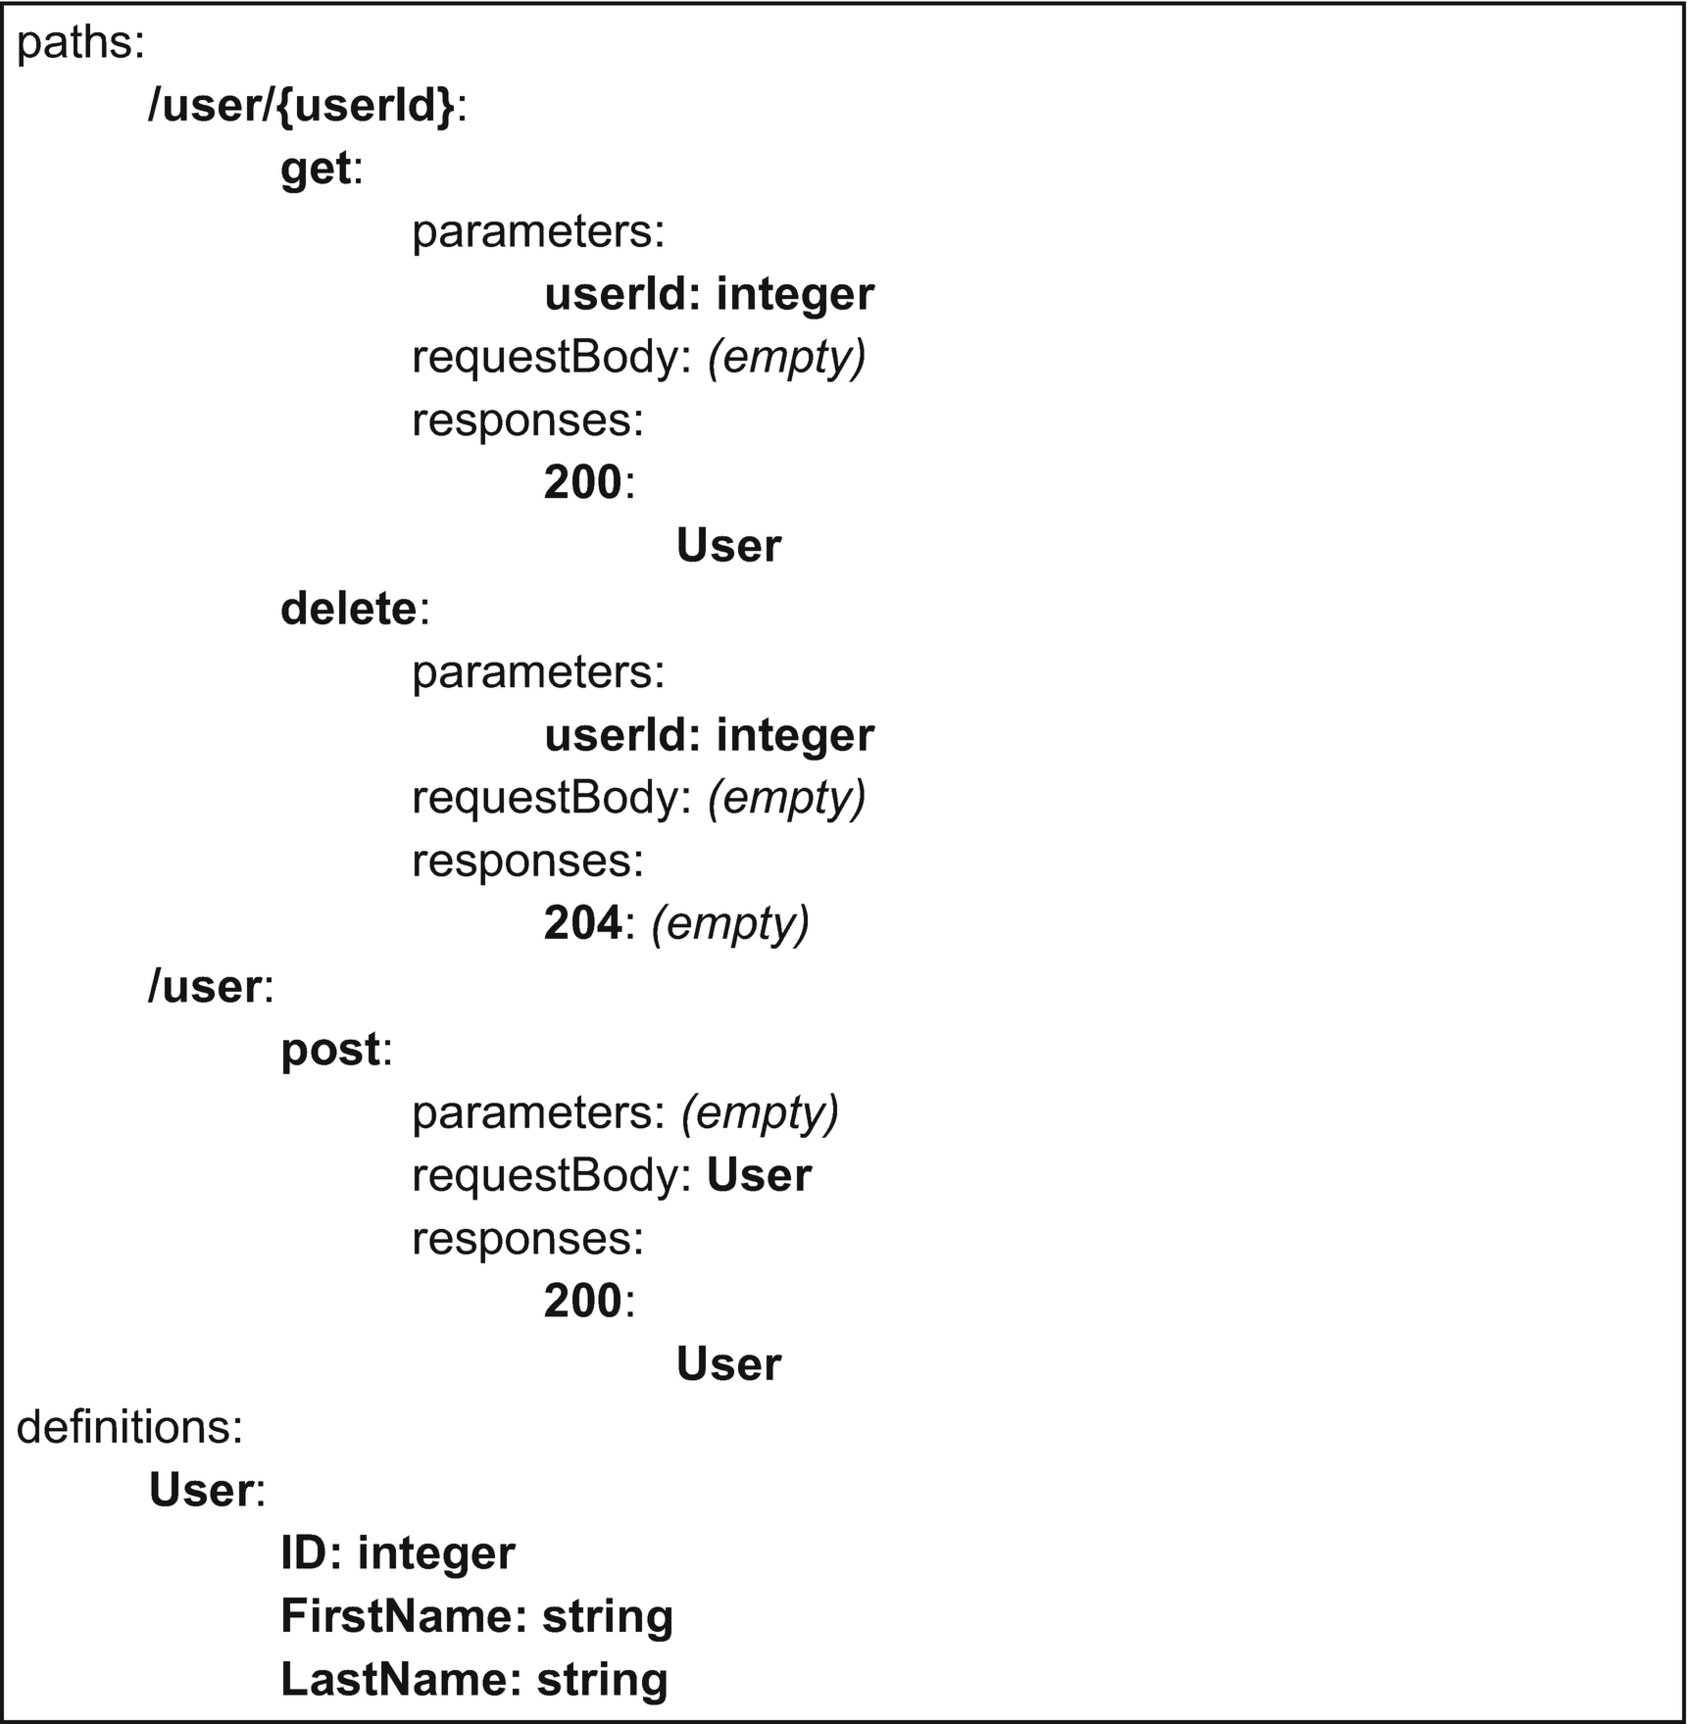 paths:
/user/{userId}:
get:
parameters:
userId: integer
requestBody: (empty)
responses:
200:
User
delete:
parameters:
userId: integer
requestBody: (empty)
responses:
204: (empty)
/user:
post:
parameters: (empty)
requestBody: User
responses:
200:
User
definitions:
User:
ID: integer
FirstName: string
LastName: string